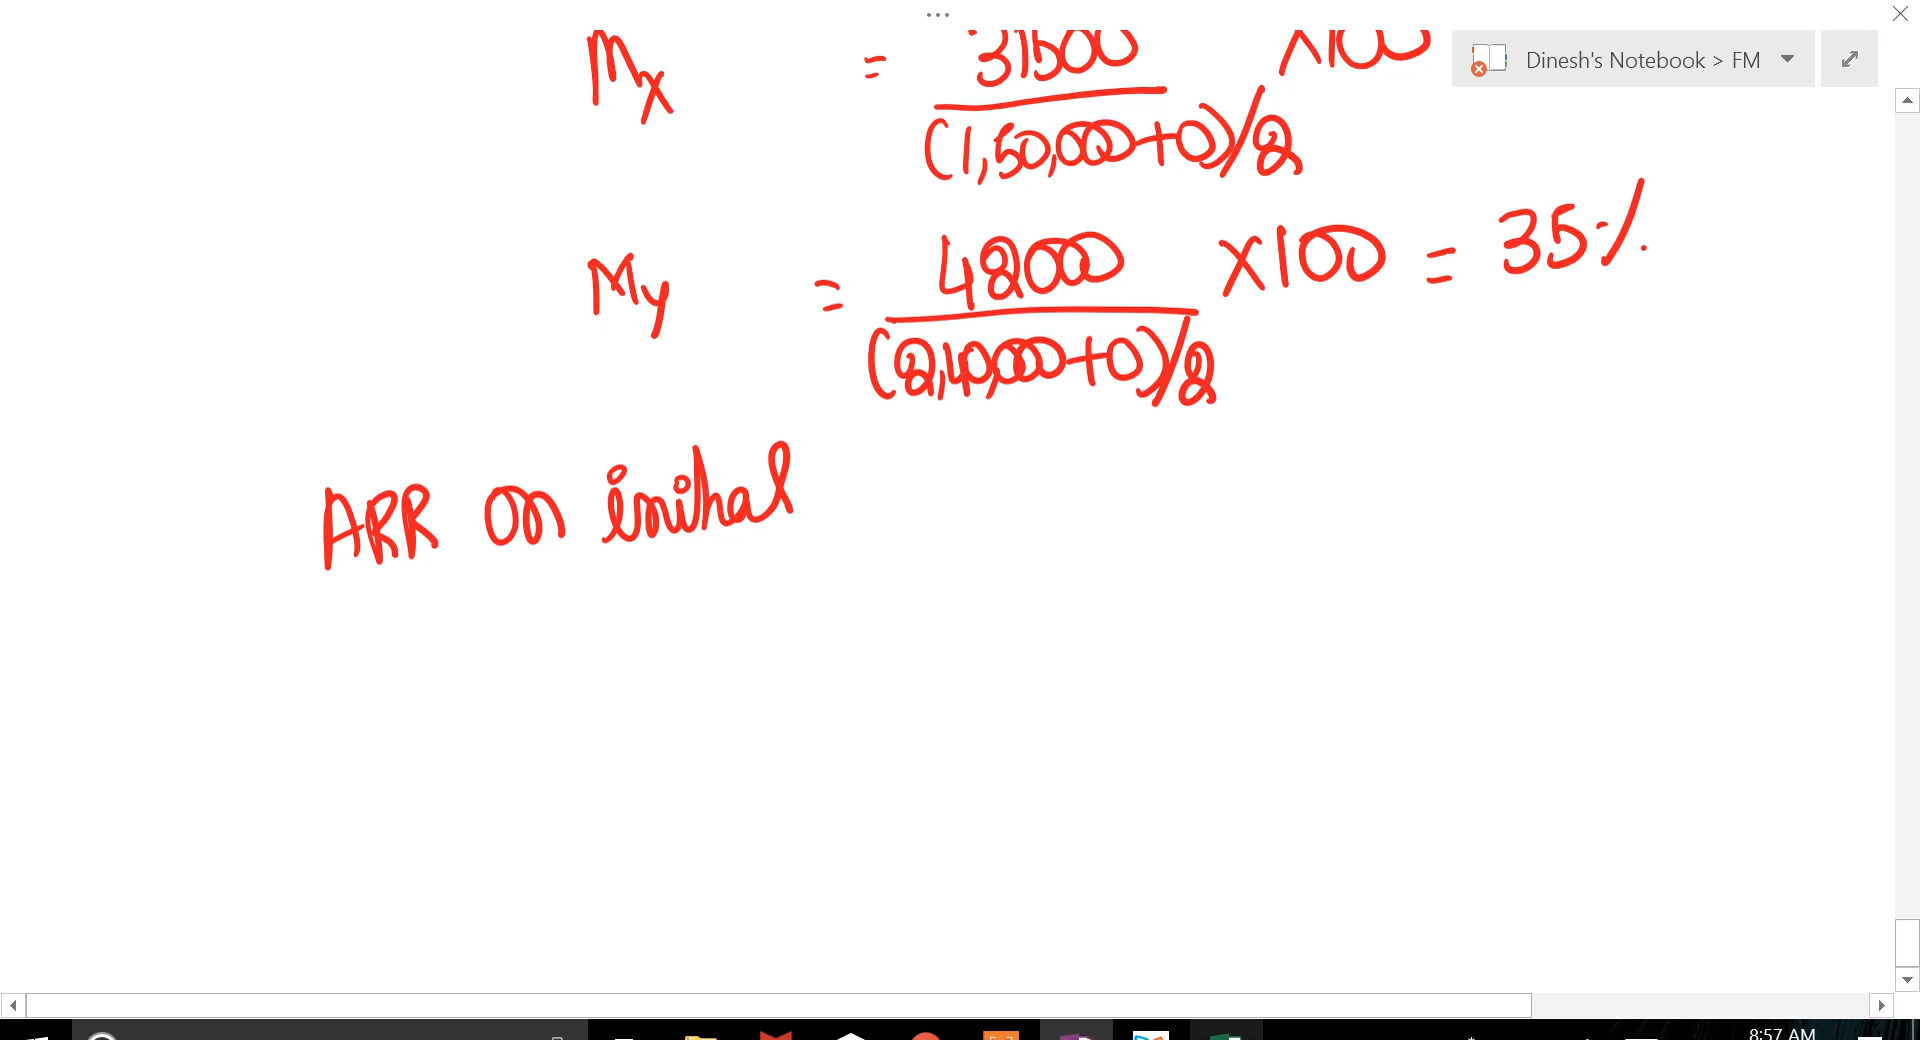 Mx = 31500 / (1,50,000+0)/2 X100
Dinesh's Notebook > FM
My = 42000 / (2,40,000+0)/2 X100 = 35%
ARR on initial
8:57 AM